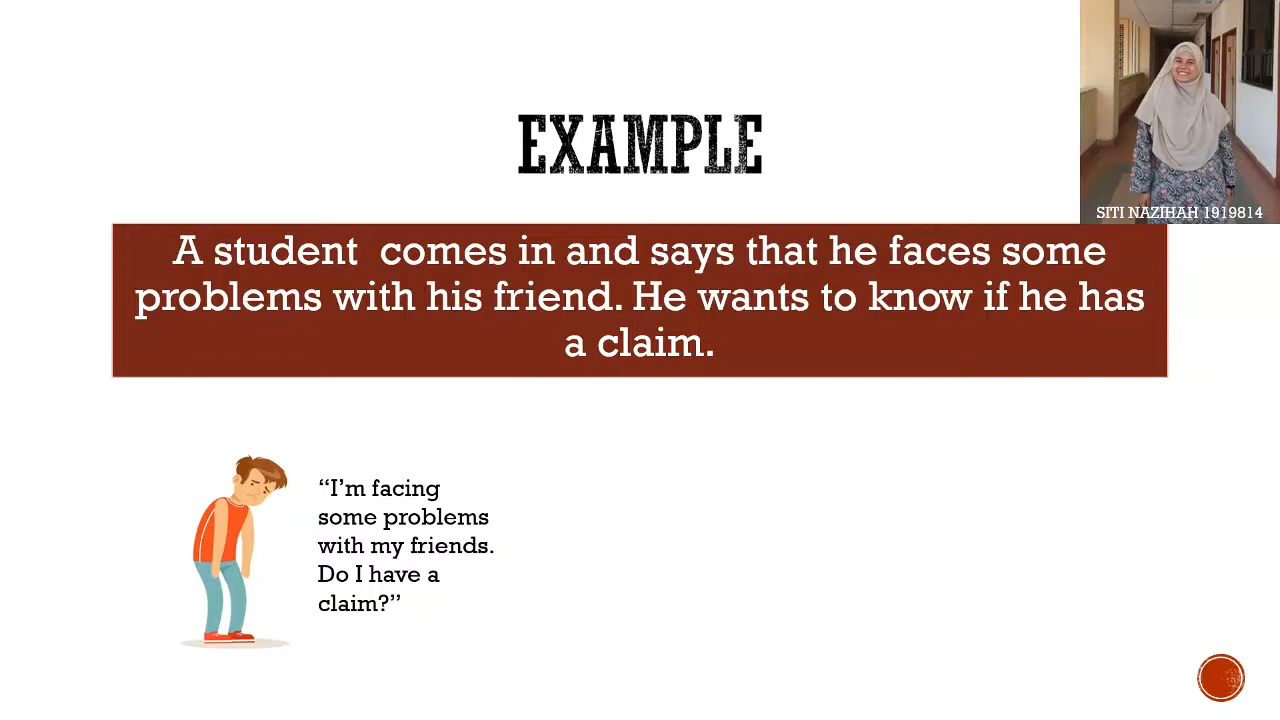 SITI NAZIHAH 1919814
EXAMPLE
A student comes in and says that he faces some
problems with his friend. He wants to know if he has
a claim.
“I’m facing
some problems
with my friends.
Do I have a
claim?”